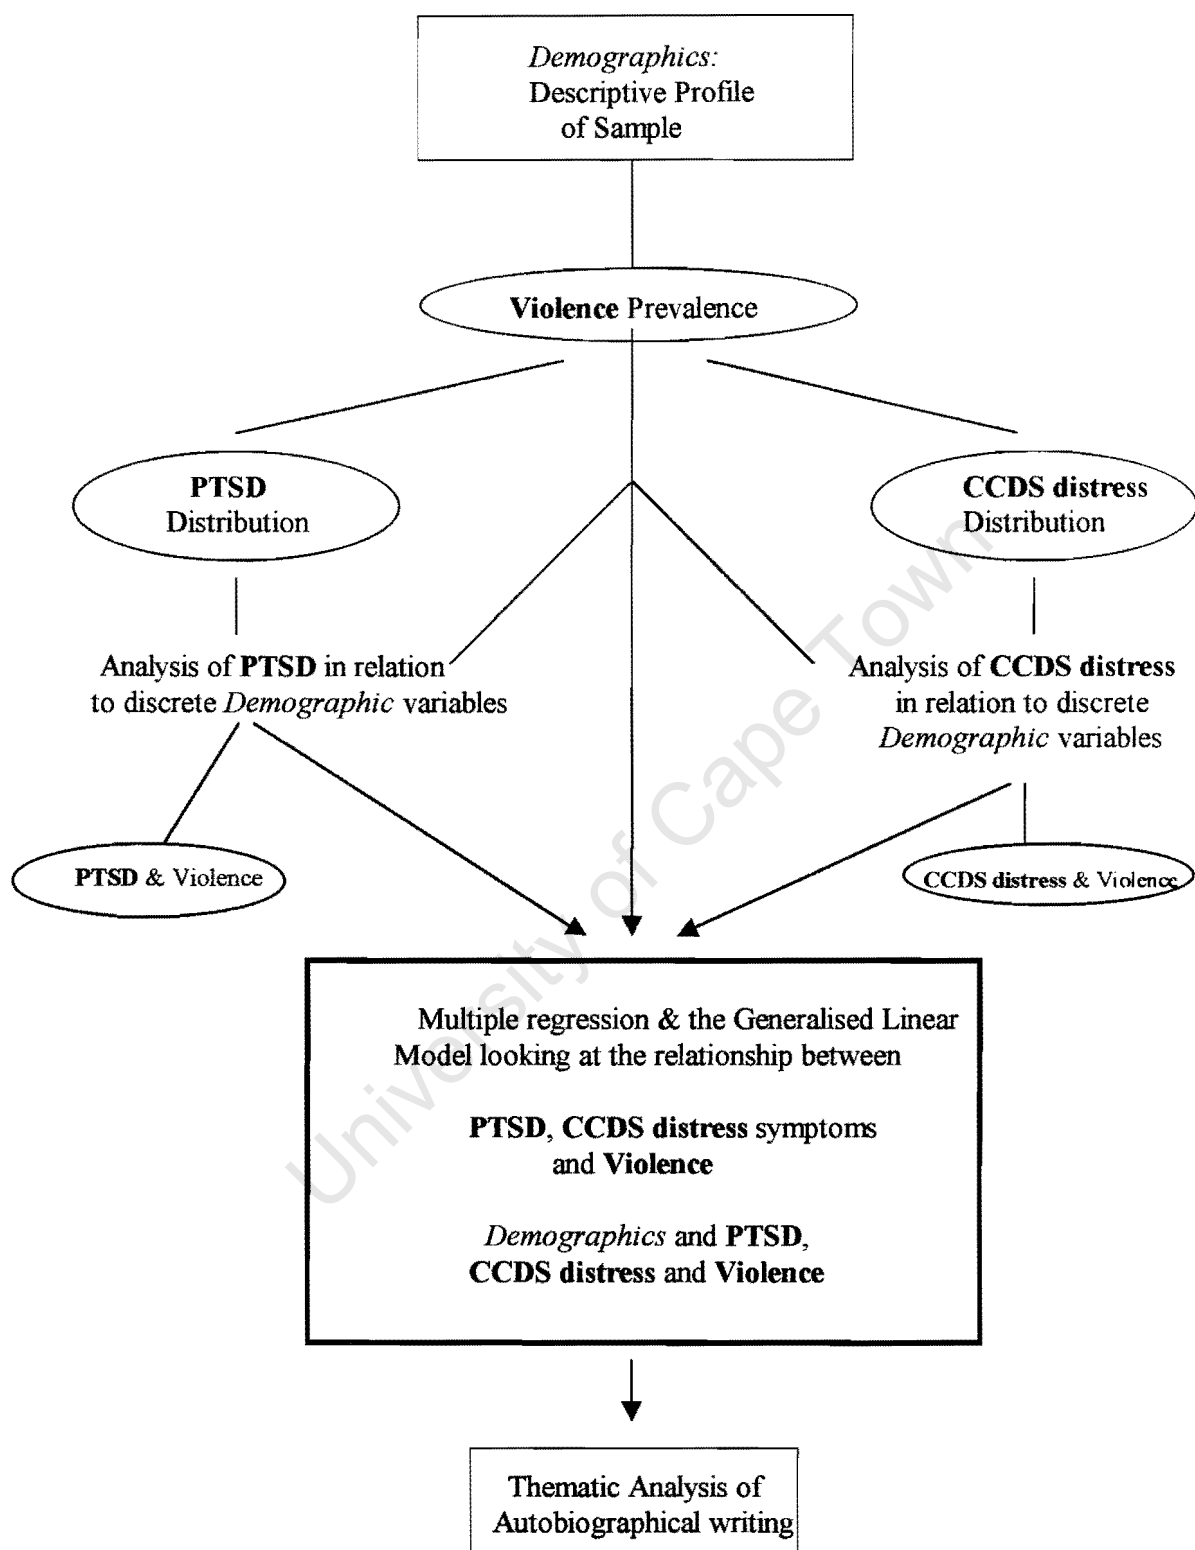 Demographics:
Descriptive Profile
of Sample
Violence Prevalence
PTSD
Distribution
CCDS distress
Distribution
Analysis of PTSD in relation
to discrete Demographic variables
Analysis of CCDS distress
in relation to discrete
Demographic variables
PTSD & Violence
CCDS distress & Violence
Multiple regression & the Generalised Linear
Model looking at the relationship between
PTSD, CCDS distress symptoms
and Violence
Demographics and PTSD,
CCDS distress and Violence
Thematic Analysis of
Autobiographical writing
University of Cape Town